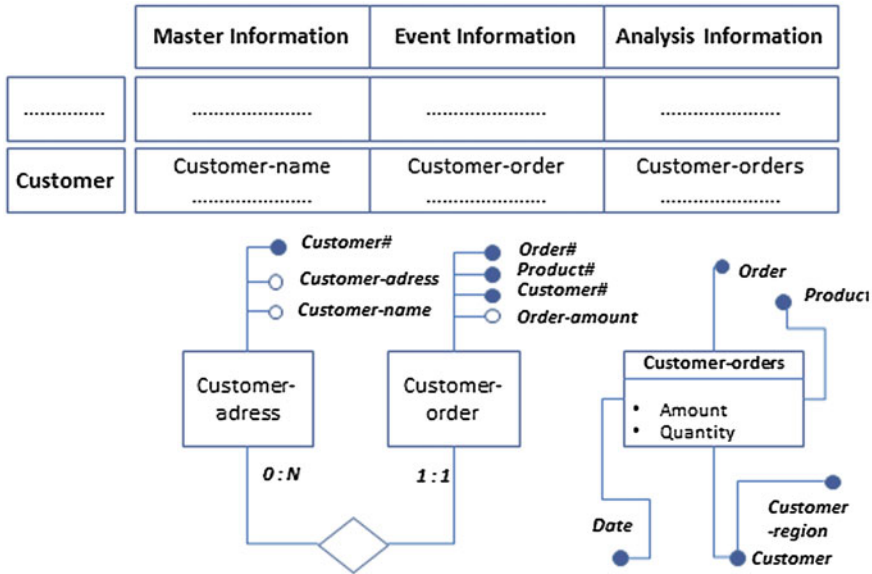 Master Information Event Information Analysis Information
............... ...................... ...................... ......................
Customer Customer-name Customer-order Customer-orders
...................... ...................... ......................
Customer#
Customer-adress
Customer-name
Customer-
adress
0 : N
Order#
Product#
Customer#
Order-amount
Customer-
order
1 : 1
Order
Product
Customer-orders
• Amount
• Quantity
Date
Customer
-region
Customer